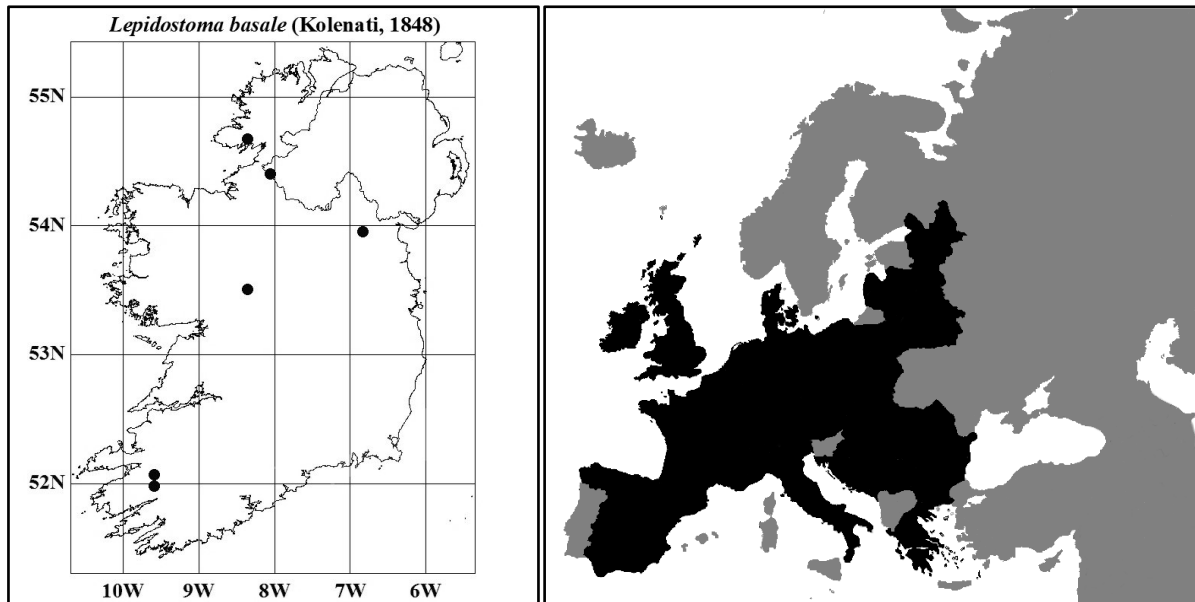 Lepidostoma basale (Kolenati, 1848)
55N
54N
53N
52N
10W 9W 8W 7W 6W